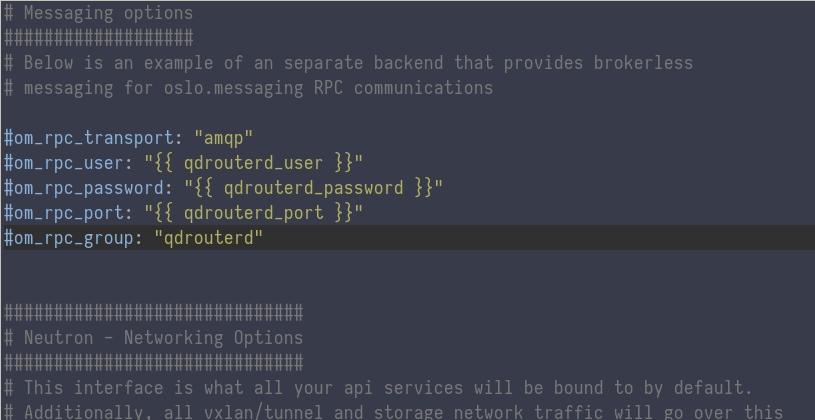 # Messaging options
###################
# Below is an example of an separate backend that provides brokerless
# messaging for oslo.messaging RPC communications
#om_rpc_transport: "amqp"
#om_rpc_user: "{{ qdrouterd_user }}"
#om_rpc_password: "{{ qdrouterd_password }}"
#om_rpc_port: "{{ qdrouterd_port }}"
#om_rpc_group: "qdrouterd"
##############################
# Neutron - Networking Options
##############################
# This interface is what all your api services will be bound to by default.
# Additionally, all vxlan/tunnel and storage network traffic will go over this